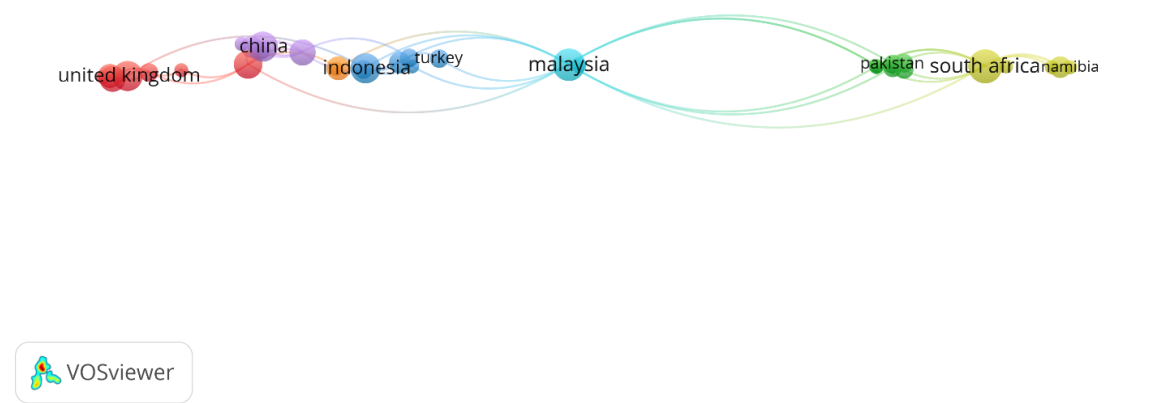 china
turkey
united kingdom
indonesia
malaysia
pakistan
south africa
namibia
VOSviewer